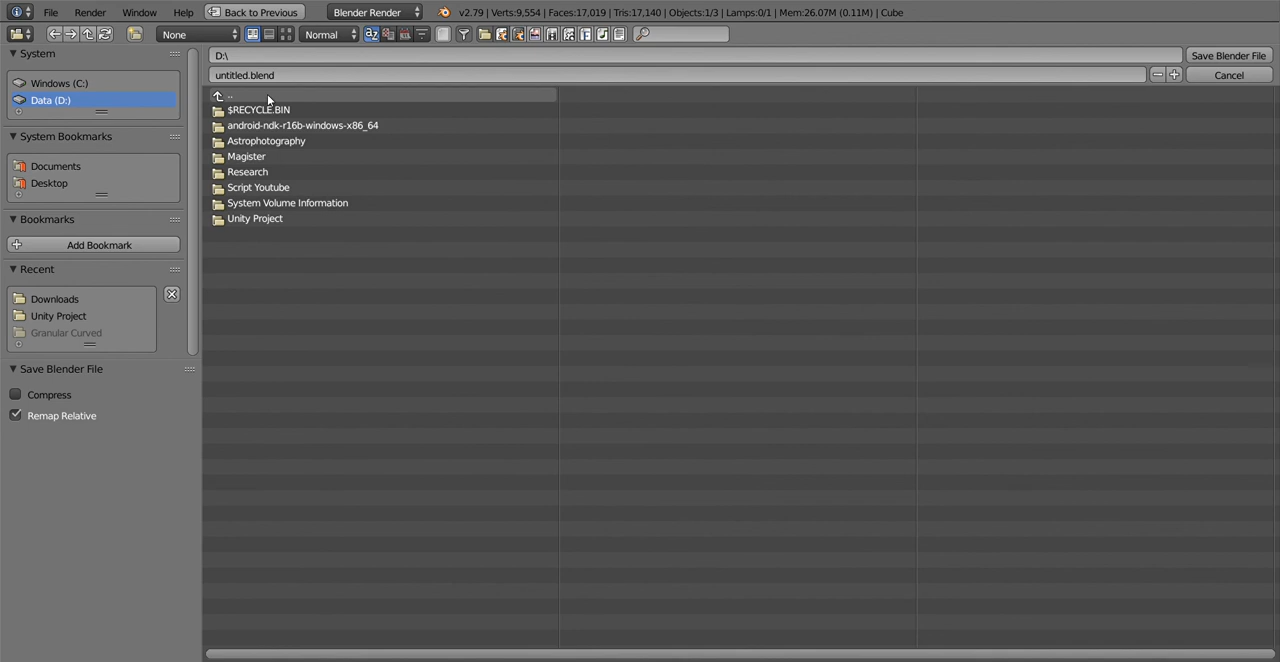 File Render Window Help Back to Previous Blender Render v2.79 | Verts:9,554 | Faces:17,019 | Tris:17,140 | Objects:1/3 | Lamps:0/1 | Mem:26.07M (0.11M) | Cube
None Normal
System
Windows (C:)
Data (D:)
System Bookmarks
Documents
Desktop
Bookmarks
Add Bookmark
Recent
Downloads
Unity Project
Granular Curved
Save Blender File
Compress
Remap Relative
D:\ Save Blender File
untitled.blend Cancel
..
$RECYCLE.BIN
android-ndk-r16b-windows-x86_64
Astrophotography
Magister
Research
Script Youtube
System Volume Information
Unity Project